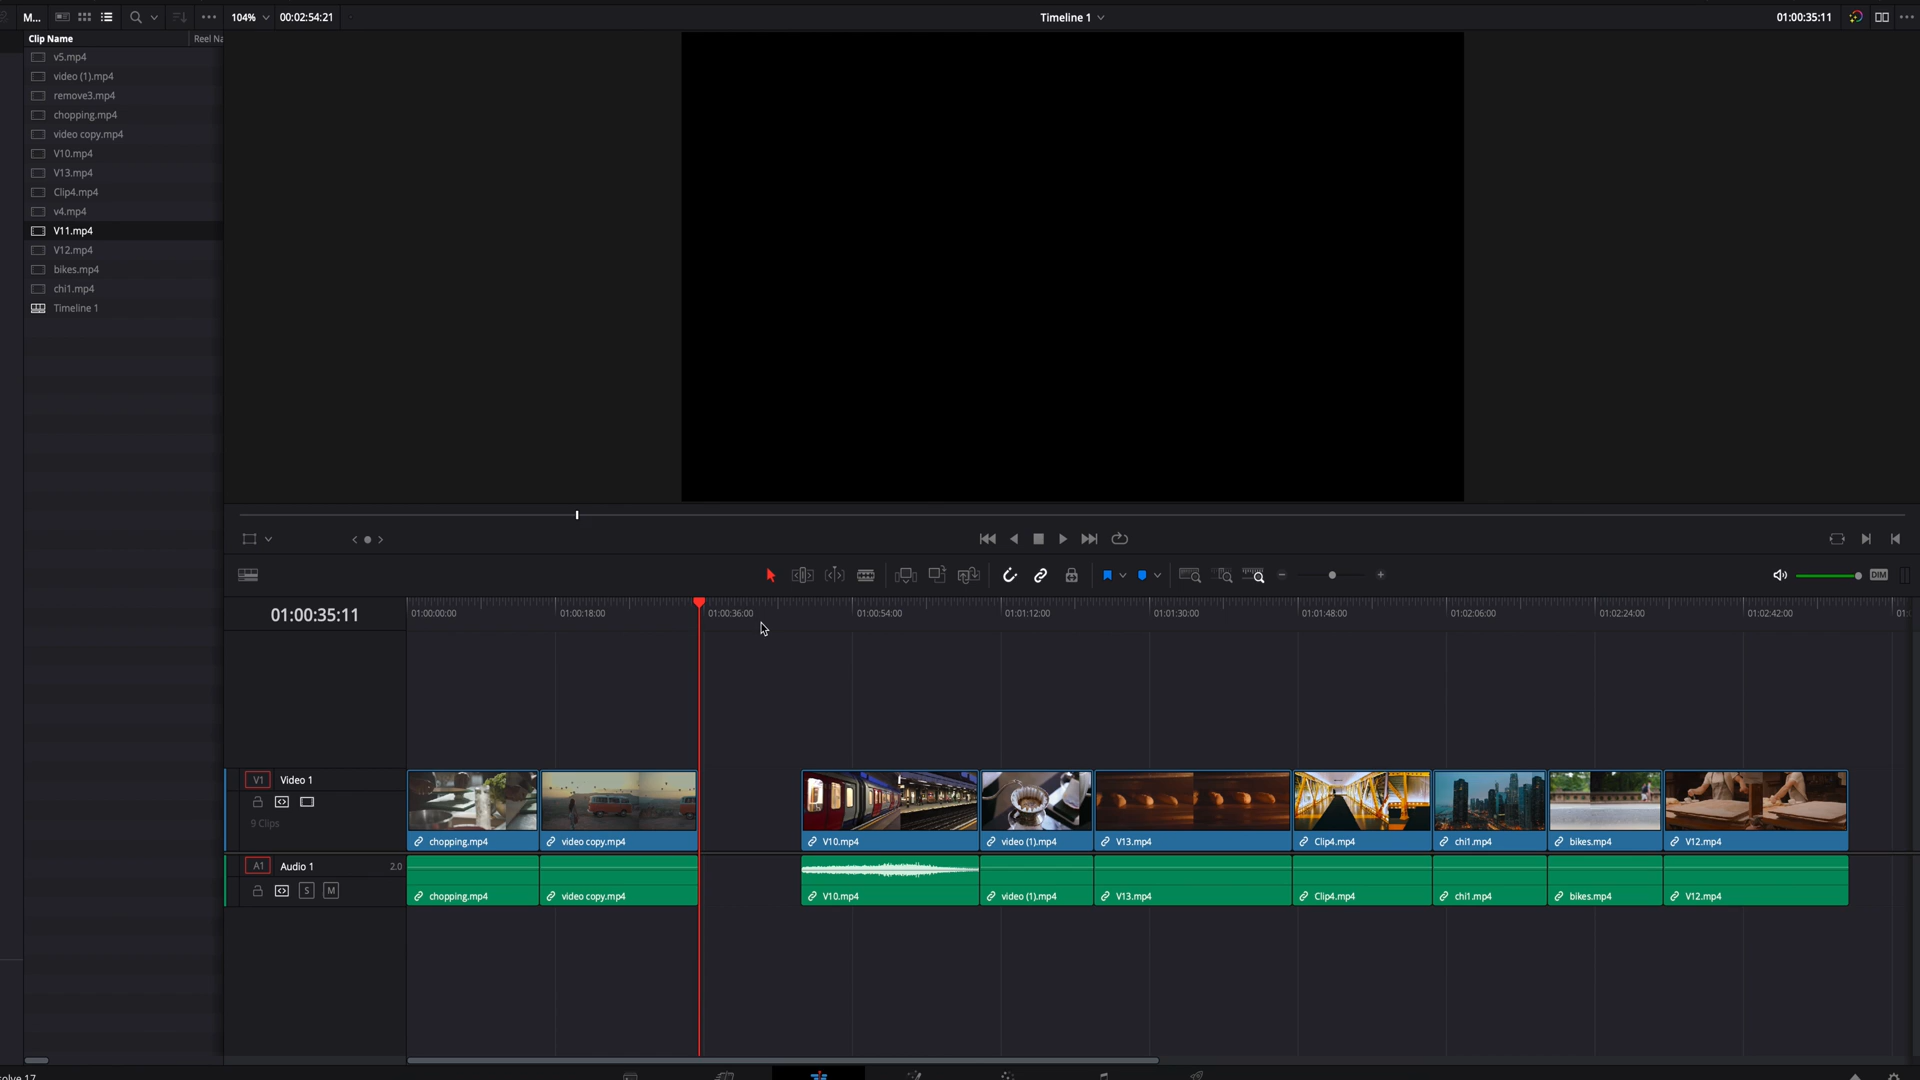 M...
104%
00:02:54:21
Timeline 1
01:00:35:11
Clip Name
Reel Na
v5.mp4
video (1).mp4
remove3.mp4
chopping.mp4
video copy.mp4
V10.mp4
V13.mp4
Clip4.mp4
v4.mp4
V11.mp4
V12.mp4
bikes.mp4
chi1.mp4
Timeline 1
DIM
01:00:35:11
01:00:00:00
01:00:18:00
01:00:36:00
01:00:54:00
01:01:12:00
01:01:30:00
01:01:48:00
01:02:06:00
01:02:24:00
01:02:42:00
V1
Video 1
9 Clips
chopping.mp4
video copy.mp4
V10.mp4
video (1).mp4
V13.mp4
Clip4.mp4
chi1.mp4
bikes.mp4
V12.mp4
A1
Audio 1
2.0
S
M
chopping.mp4
video copy.mp4
V10.mp4
video (1).mp4
V13.mp4
Clip4.mp4
chi1.mp4
bikes.mp4
V12.mp4